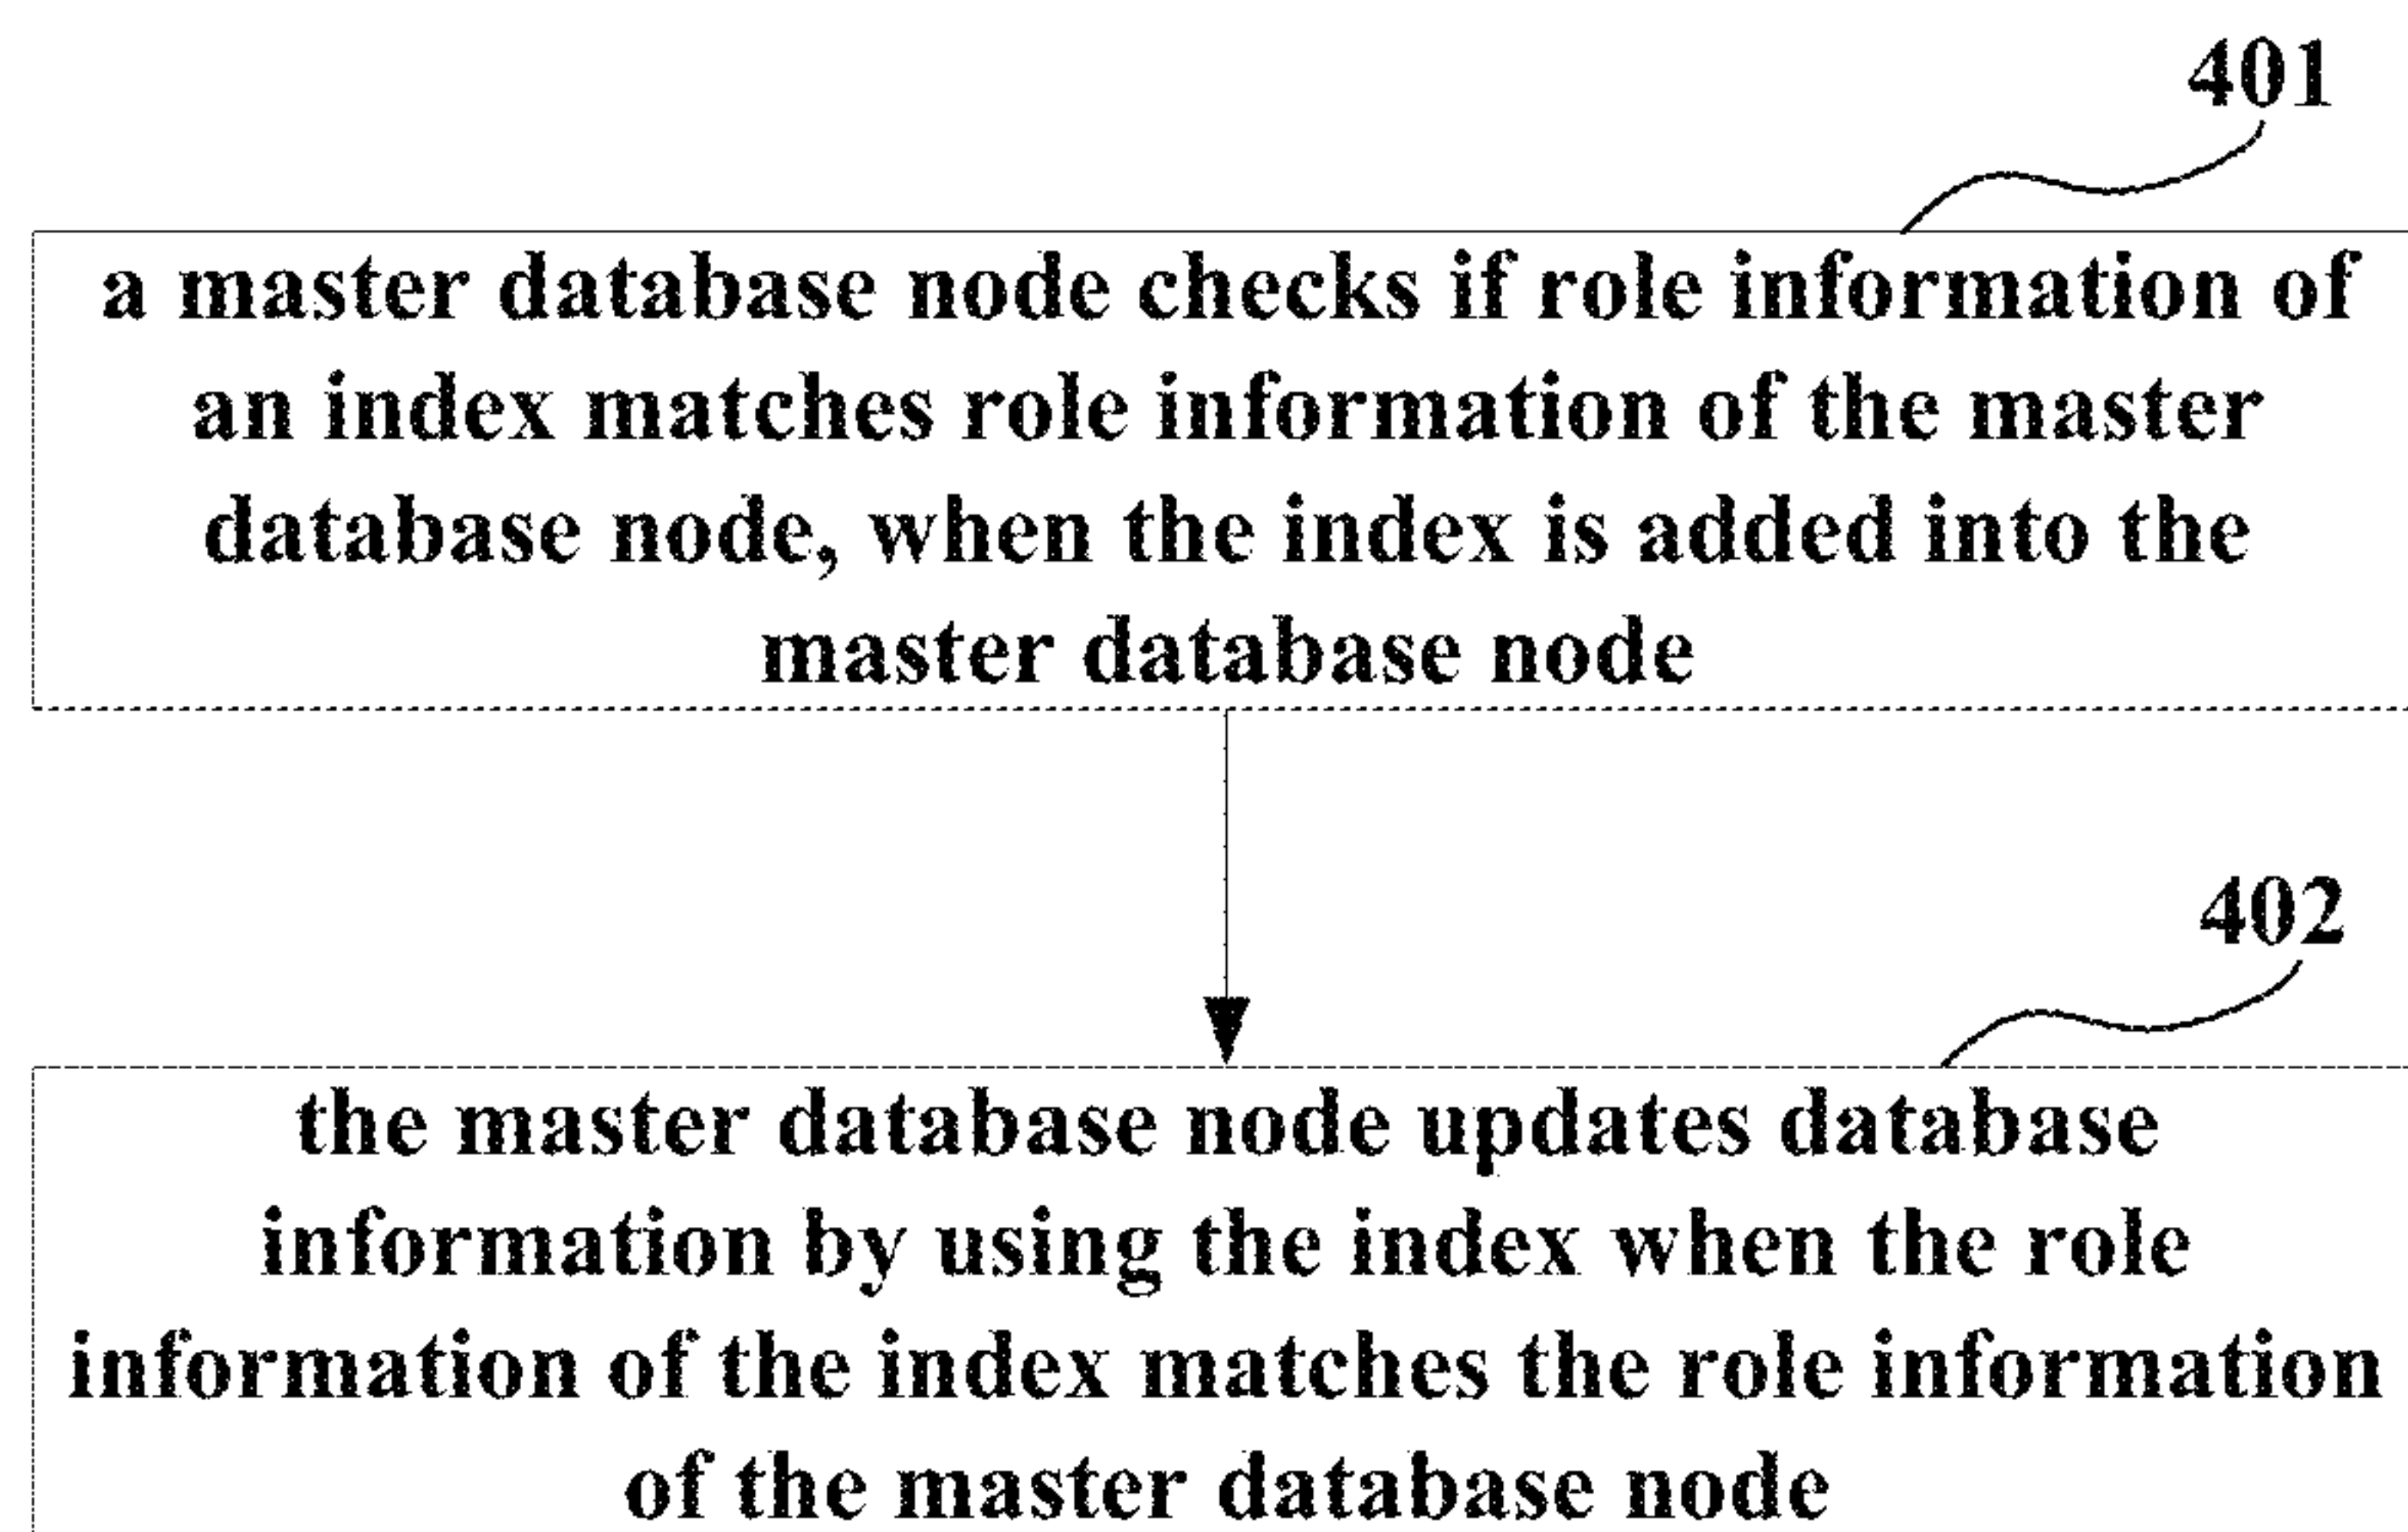 401
a master database node checks if role information of
an index matches role information of the master
database node, when the index is added into the
master database node
402
the master database node updates database
information by using the index when the role
information of the index matches the role information
of the master database node